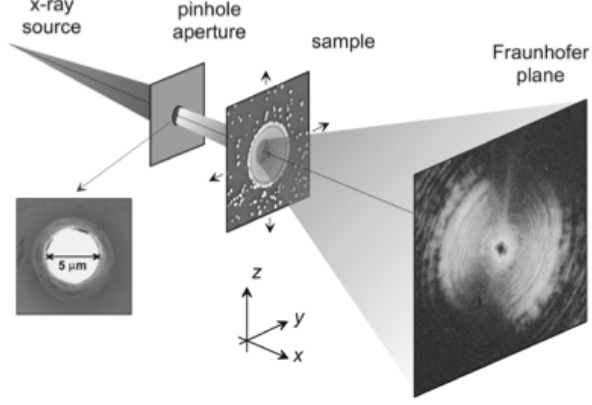 x-ray
source
pinhole
aperture
sample
Fraunhofer
plane
5 μm
z
y
x